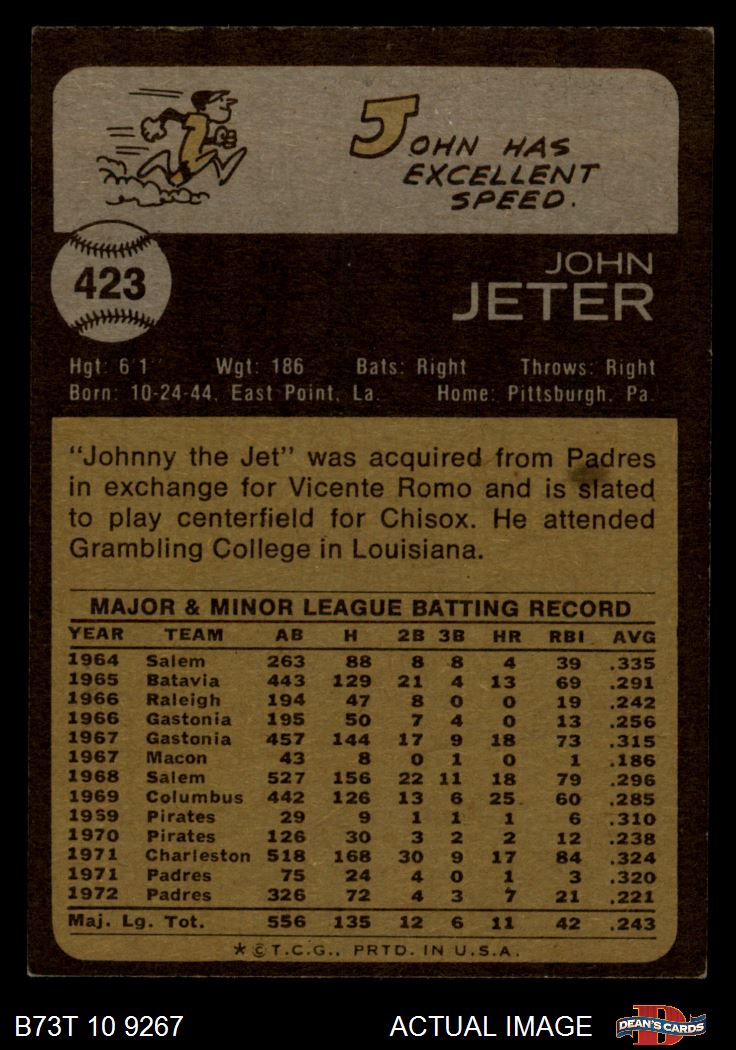 JOHN HAS
EXCELLENT
SPEED.
423
JOHN
JETER
Hgt: 6'1" Wgt: 186 Bats: Right Throws: Right
Born: 10-24-44, East Point, La. Home: Pittsburgh, Pa.
"Johnny the Jet" was acquired from Padres
in exchange for Vicente Romo and is slated
to play centerfield for Chisox. He attended
Grambling College in Louisiana.
MAJOR & MINOR LEAGUE BATTING RECORD
YEAR TEAM AB H 2B 3B HR RBI AVG
1964 Salem 263 88 8 8 4 39 .335
1965 Batavia 443 129 21 4 13 69 .291
1966 Raleigh 194 47 8 0 0 19 .242
1966 Gastonia 195 50 7 4 0 13 .256
1967 Gastonia 457 144 17 9 18 73 .315
1967 Macon 43 8 0 1 0 1 .186
1968 Salem 527 156 22 11 18 79 .296
1969 Columbus 442 126 13 6 25 60 .285
1959 Pirates 29 9 1 1 1 6 .310
1970 Pirates 126 30 3 2 2 12 .238
1971 Charleston 518 168 30 9 17 84 .324
1971 Padres 75 24 4 0 1 3 .320
1972 Padres 326 72 4 3 7 21 .221
Maj. Lg. Tot. 556 135 12 6 11 42 .243
*©T.C.G., PRTD. IN U.S.A.
B73T 10 9267 ACTUAL IMAGE
D
DEAN'S CARDS